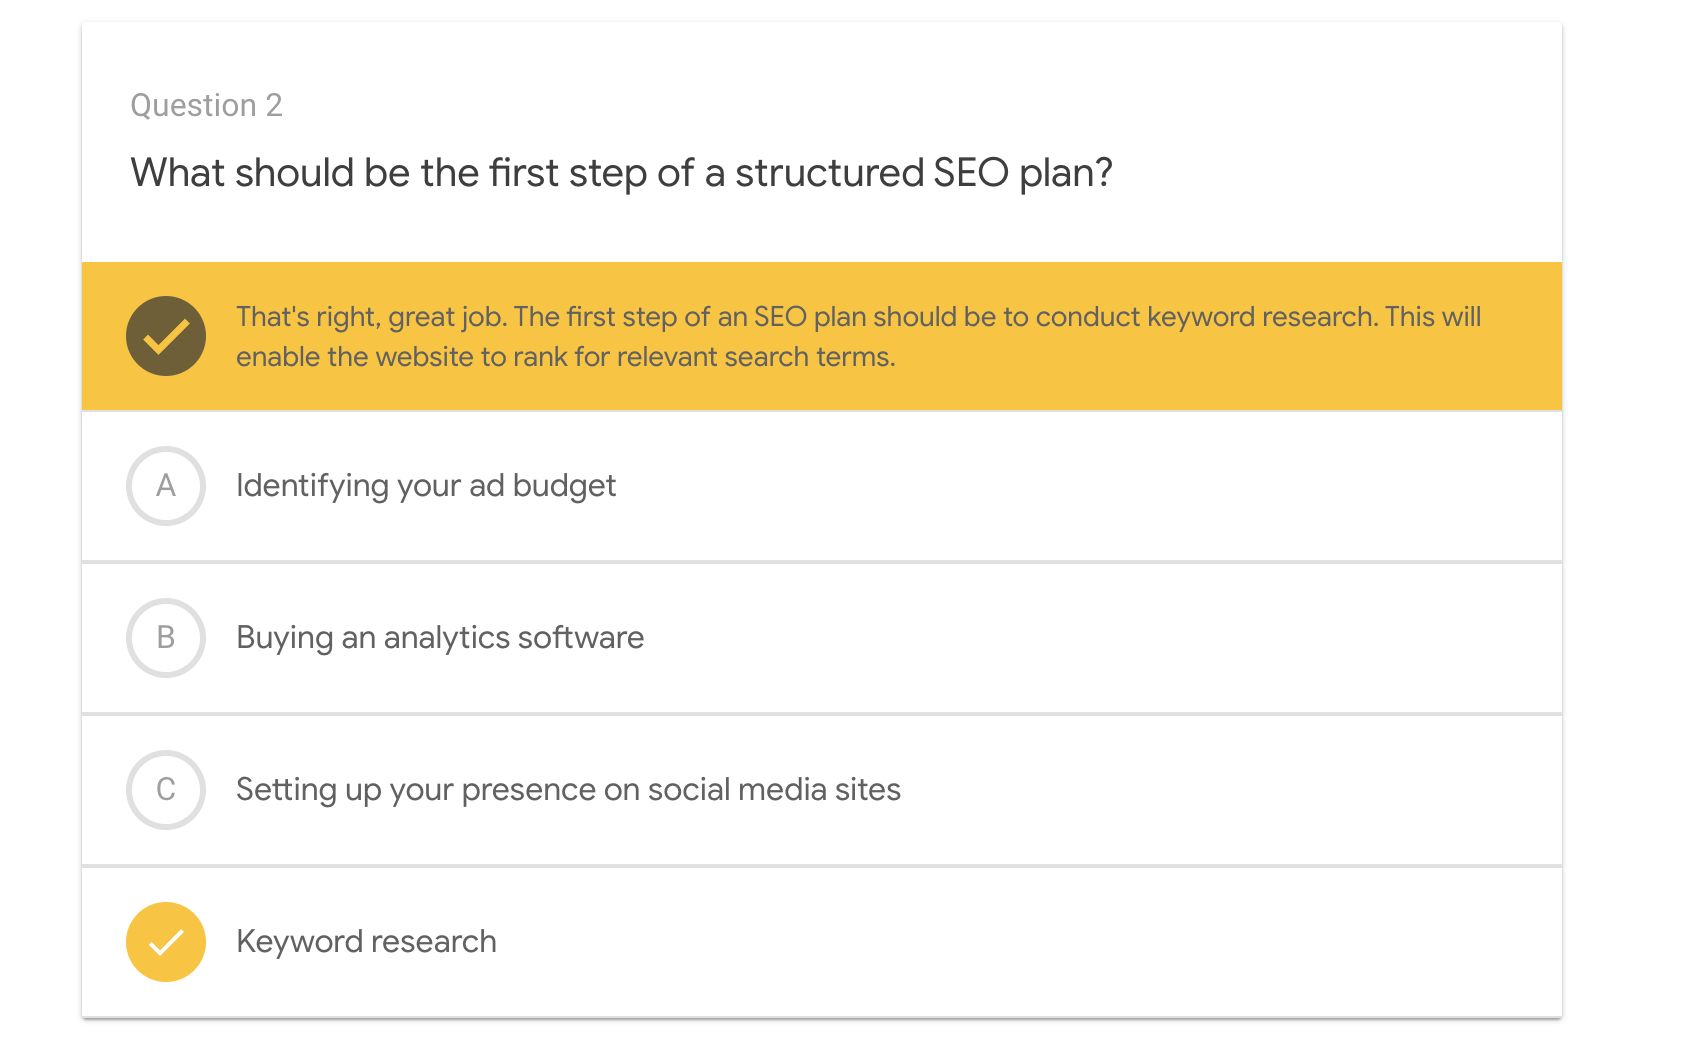 Question 2
What should be the first step of a structured SEO plan?
That's right, great job. The first step of an SEO plan should be to conduct keyword research. This will
enable the website to rank for relevant search terms.
A Identifying your ad budget
B Buying an analytics software
C Setting up your presence on social media sites
Keyword research